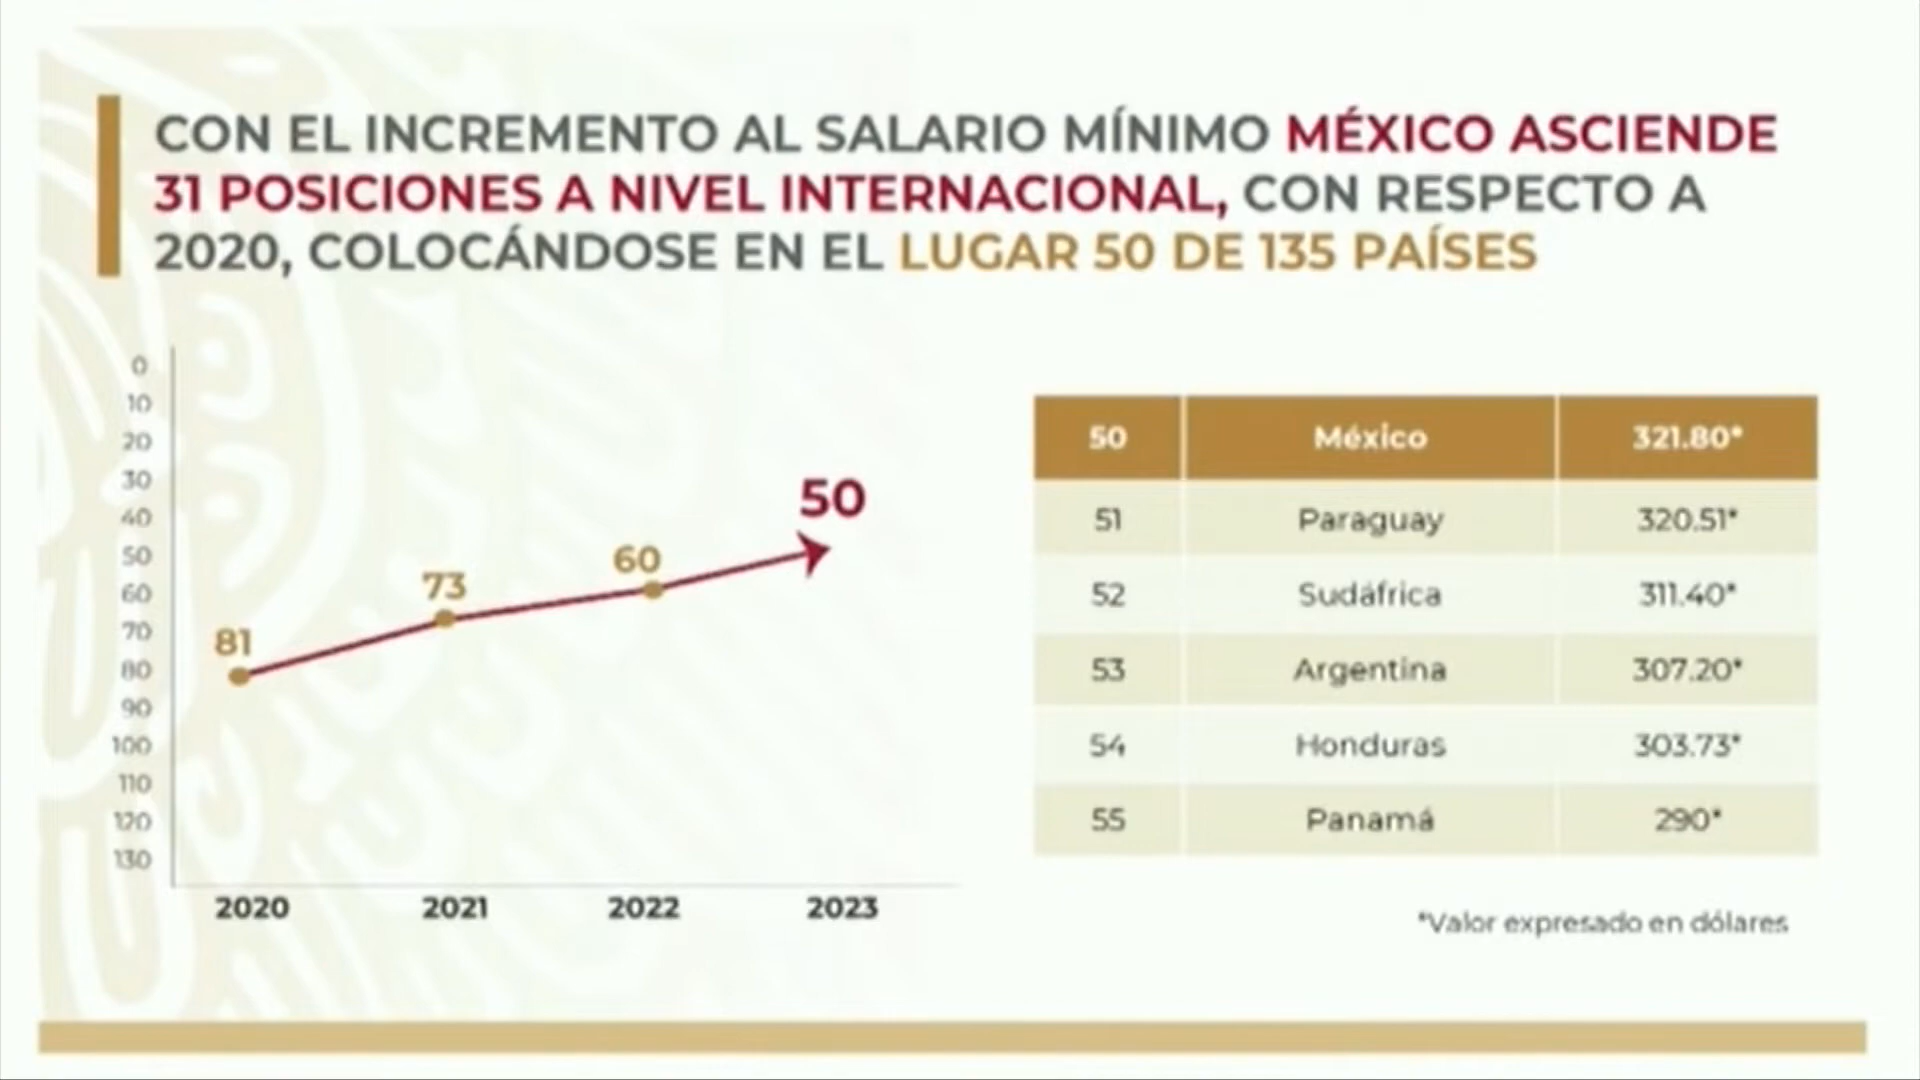 CON EL INCREMENTO AL SALARIO MÍNIMO MÉXICO ASCIENDE
31 POSICIONES A NIVEL INTERNACIONAL, CON RESPECTO A
2020, COLOCÁNDOSE EN EL LUGAR 50 DE 135 PAÍSES
0
10
20
30
40
50
60
70
80
90
100
110
120
130
81
73
60
50
2020 2021 2022 2023
50 México 321.80*
51 Paraguay 320.51*
52 Sudáfrica 311.40*
53 Argentina 307.20*
54 Honduras 303.73*
55 Panamá 290*
*Valor expresado en dólares